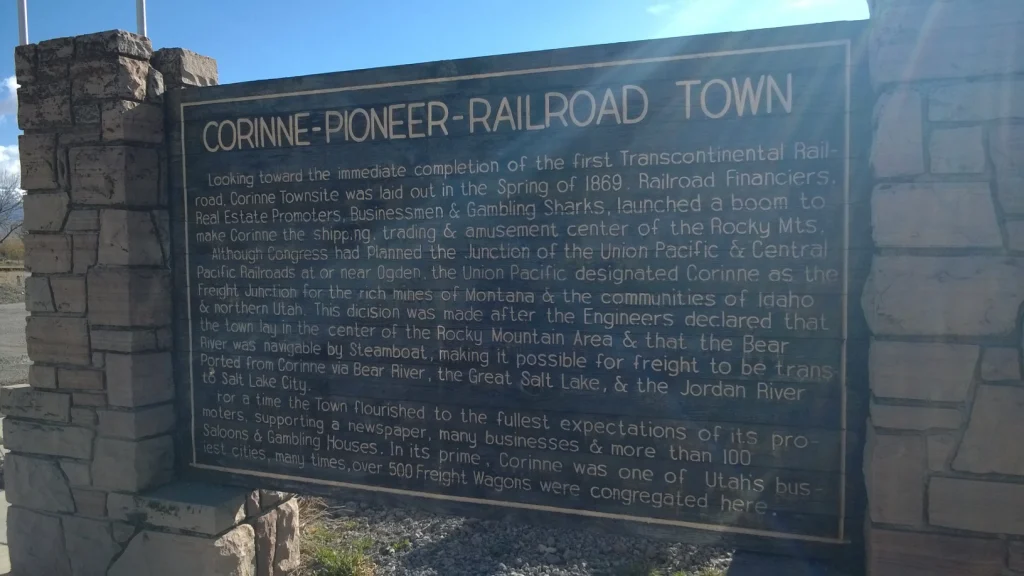 CORINNE-PIONEER-RAILROAD TOWN
Looking toward the immediate completion of the first Transcontinental Rail-
road, Corinne Townsite was laid out in the Spring of 1869. Railroad Financiers,
Real Estate Promoters, Businessmen & Gambling Sharks, launched a boom to
make Corinne the shipping, trading & amusement center of the Rocky Mts.
Although Congress had Planned the Junction of the Union Pacific & Central
Pacific Railroads at or near Ogden, the Union Pacific designated Corinne as the
Freight Junction for the rich mines of Montana & the communities of Idaho
& northern Utah. This dicision was made after the Engineers declared that
the town lay in the center of the Rocky Mountain Area & that the Bear
River was navigable by Steamboat, making it possible for freight to be trans-
Ported from Corinne via Bear River, the Great Salt Lake, & the Jordan River
to Salt Lake City.
For a time the Town flourished to the fullest expectations of its pro-
moters, supporting a newspaper, many businesses & more than 100
Saloons & Gambling Houses. In its prime, Corinne was one of Utahs bus-
iest cities, many times, over 500 Freight Wagons were congregated here.